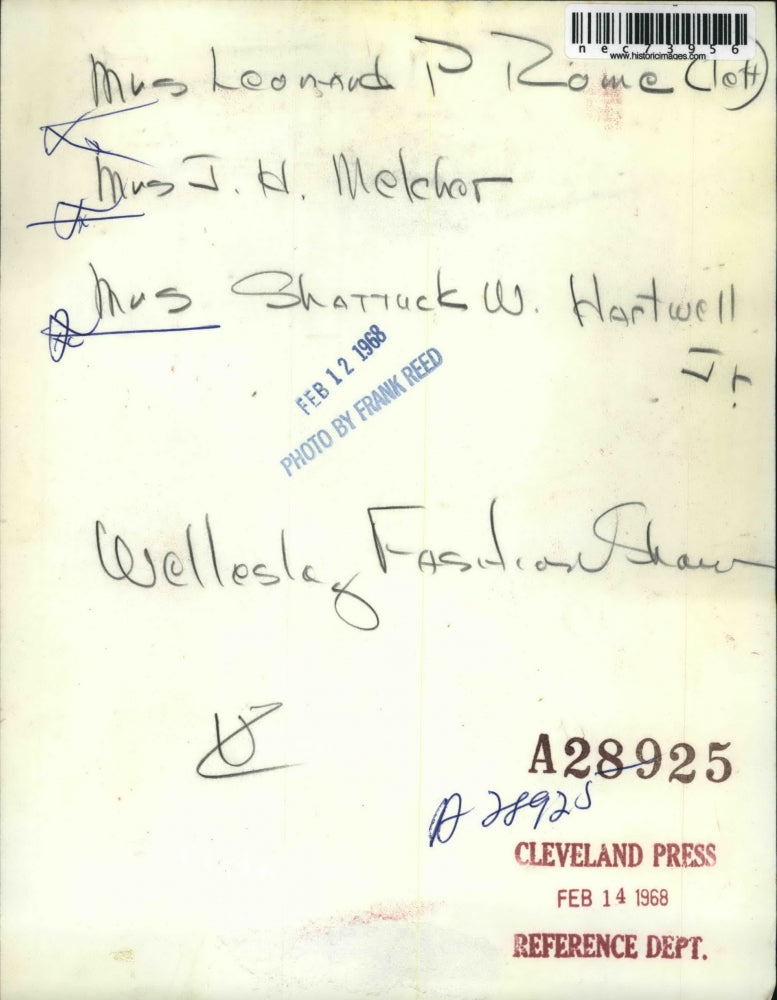 nec73956
www.historicimages.com
Mrs Leonard P Rome (left)
Mrs J. H. Melcher
Mrs Shattuck W. Hartwell
Jr.
FEB 12 1968
PHOTO BY FRANK REED
Wellesley Fashion Show
A28925
A 28925
CLEVELAND PRESS
FEB 14 1968
REFERENCE DEPT.